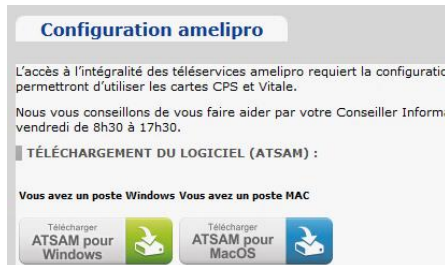 Configuration amelipro
L'accès à l'intégralité des téléservices amelipro requiert la
permettront d'utiliser les cartes CPS et Vitale.
Nous vous conseillons de vous faire aider par votre Conseiller
vendredi de 8h30 à 17h30.
TÉLÉCHARGEMENT DU LOGICIEL (ATSAM) :
Vous avez un poste Windows Vous avez un poste MAC
Télécharger
ATSAM pour
Windows
Télécharger
ATSAM pour
MacOS